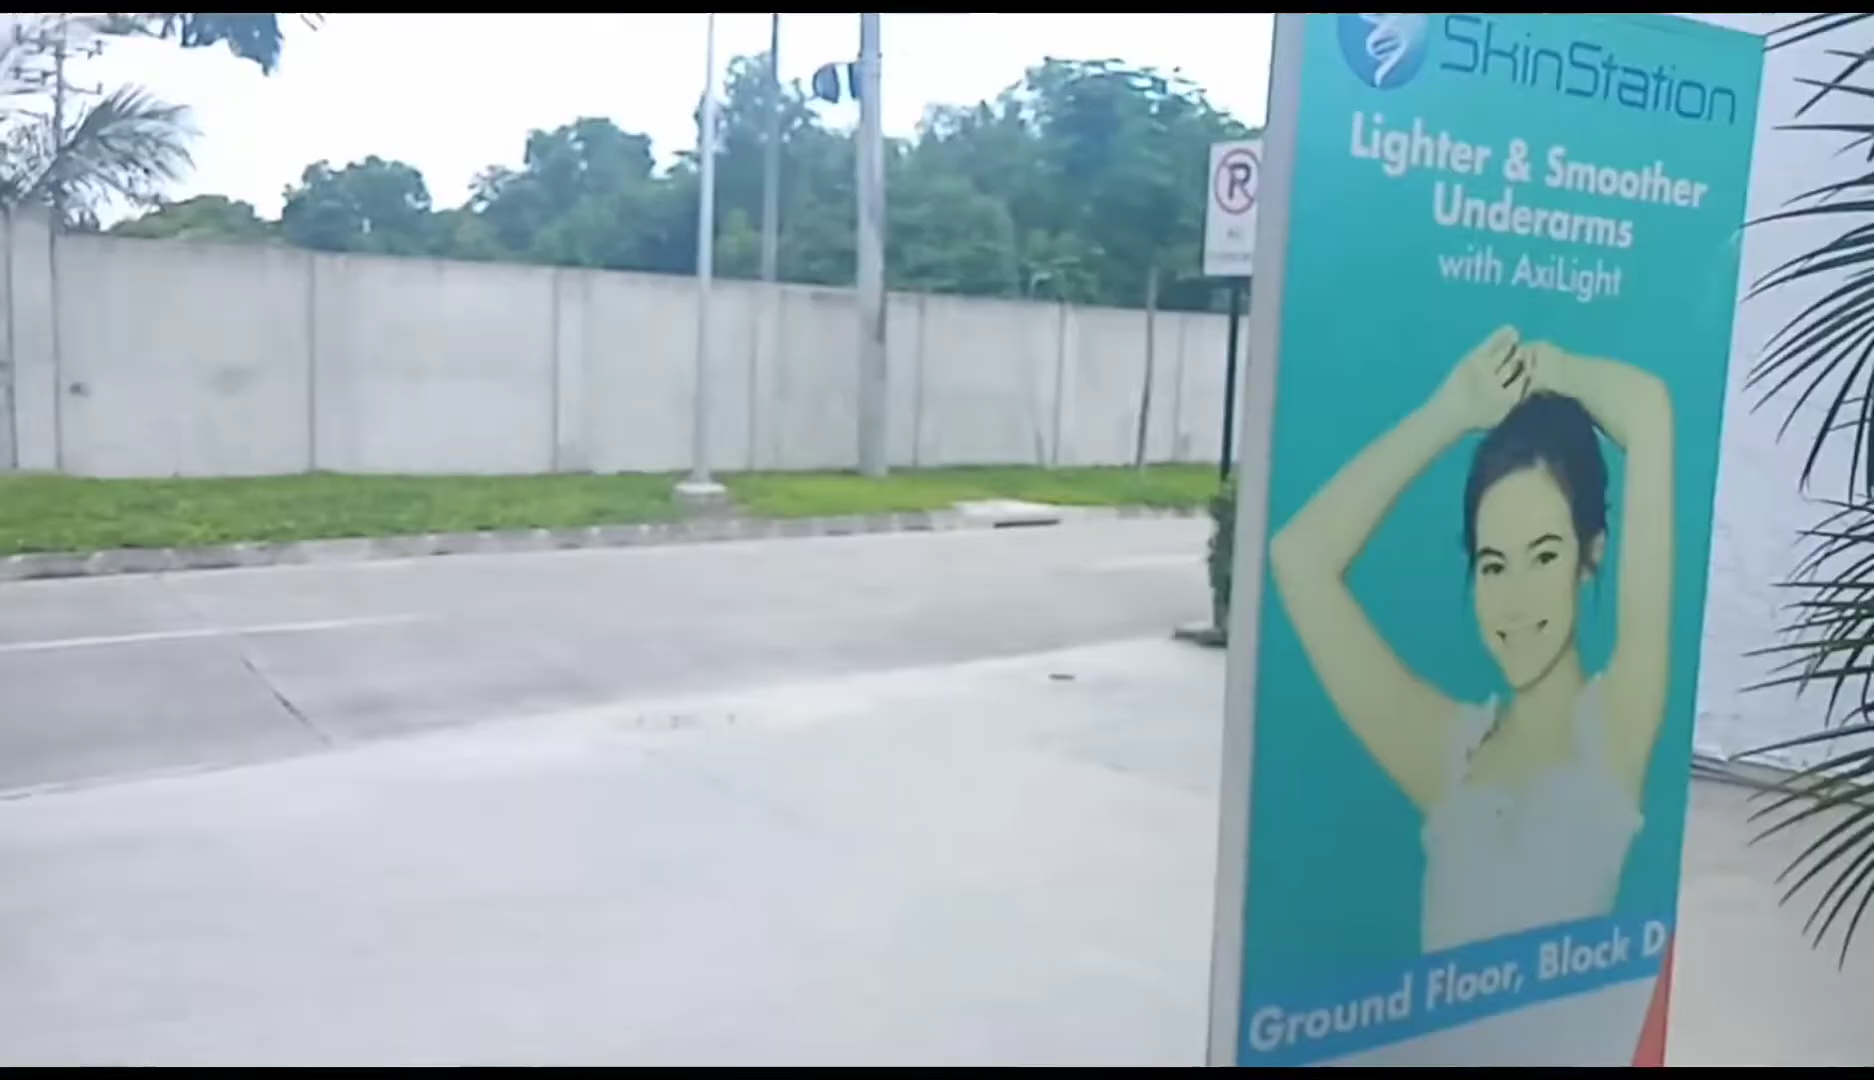 SkinStation
Lighter & Smoother
Underarms
with AxiLight
Ground Floor, Block D
R